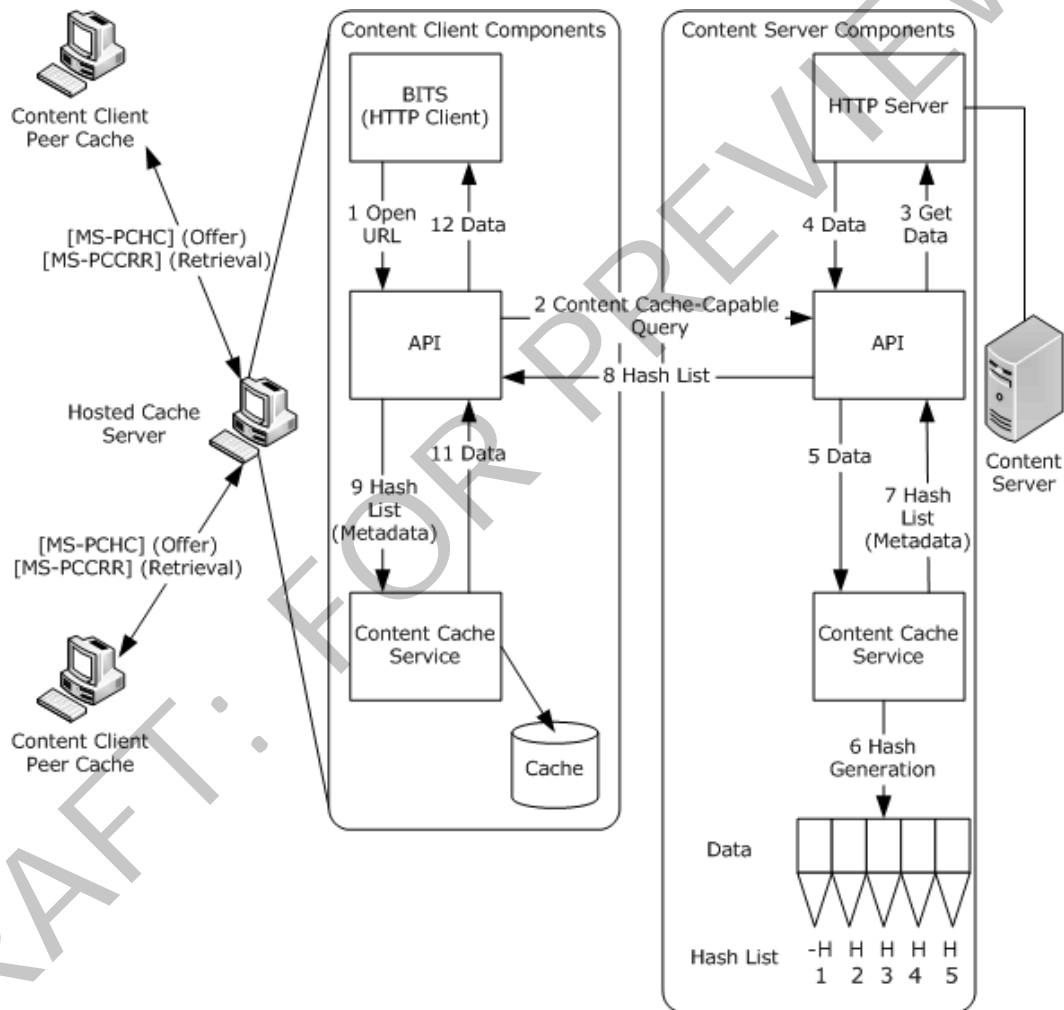 Content Client
Peer Cache
[MS-PCHC] (Offer)
[MS-PCCRR] (Retrieval)
Hosted Cache
Server
[MS-PCHC] (Offer)
[MS-PCCRR] (Retrieval)
Content Client
Peer Cache
Content Client Components
BITS
(HTTP Client)
1 Open
URL
12 Data
API
2 Content Cache-Capable
Query
8 Hash List
9 Hash
List
(Metadata)
11 Data
Content Cache
Service
Cache
Content Server Components
HTTP Server
4 Data
3 Get
Data
API
5 Data
7 Hash
List
(Metadata)
Content Cache
Service
6 Hash
Generation
Data
Hash List
-H H H H H
1 2 3 4 5
Content
Server
RAFT: FOR PREVIEW